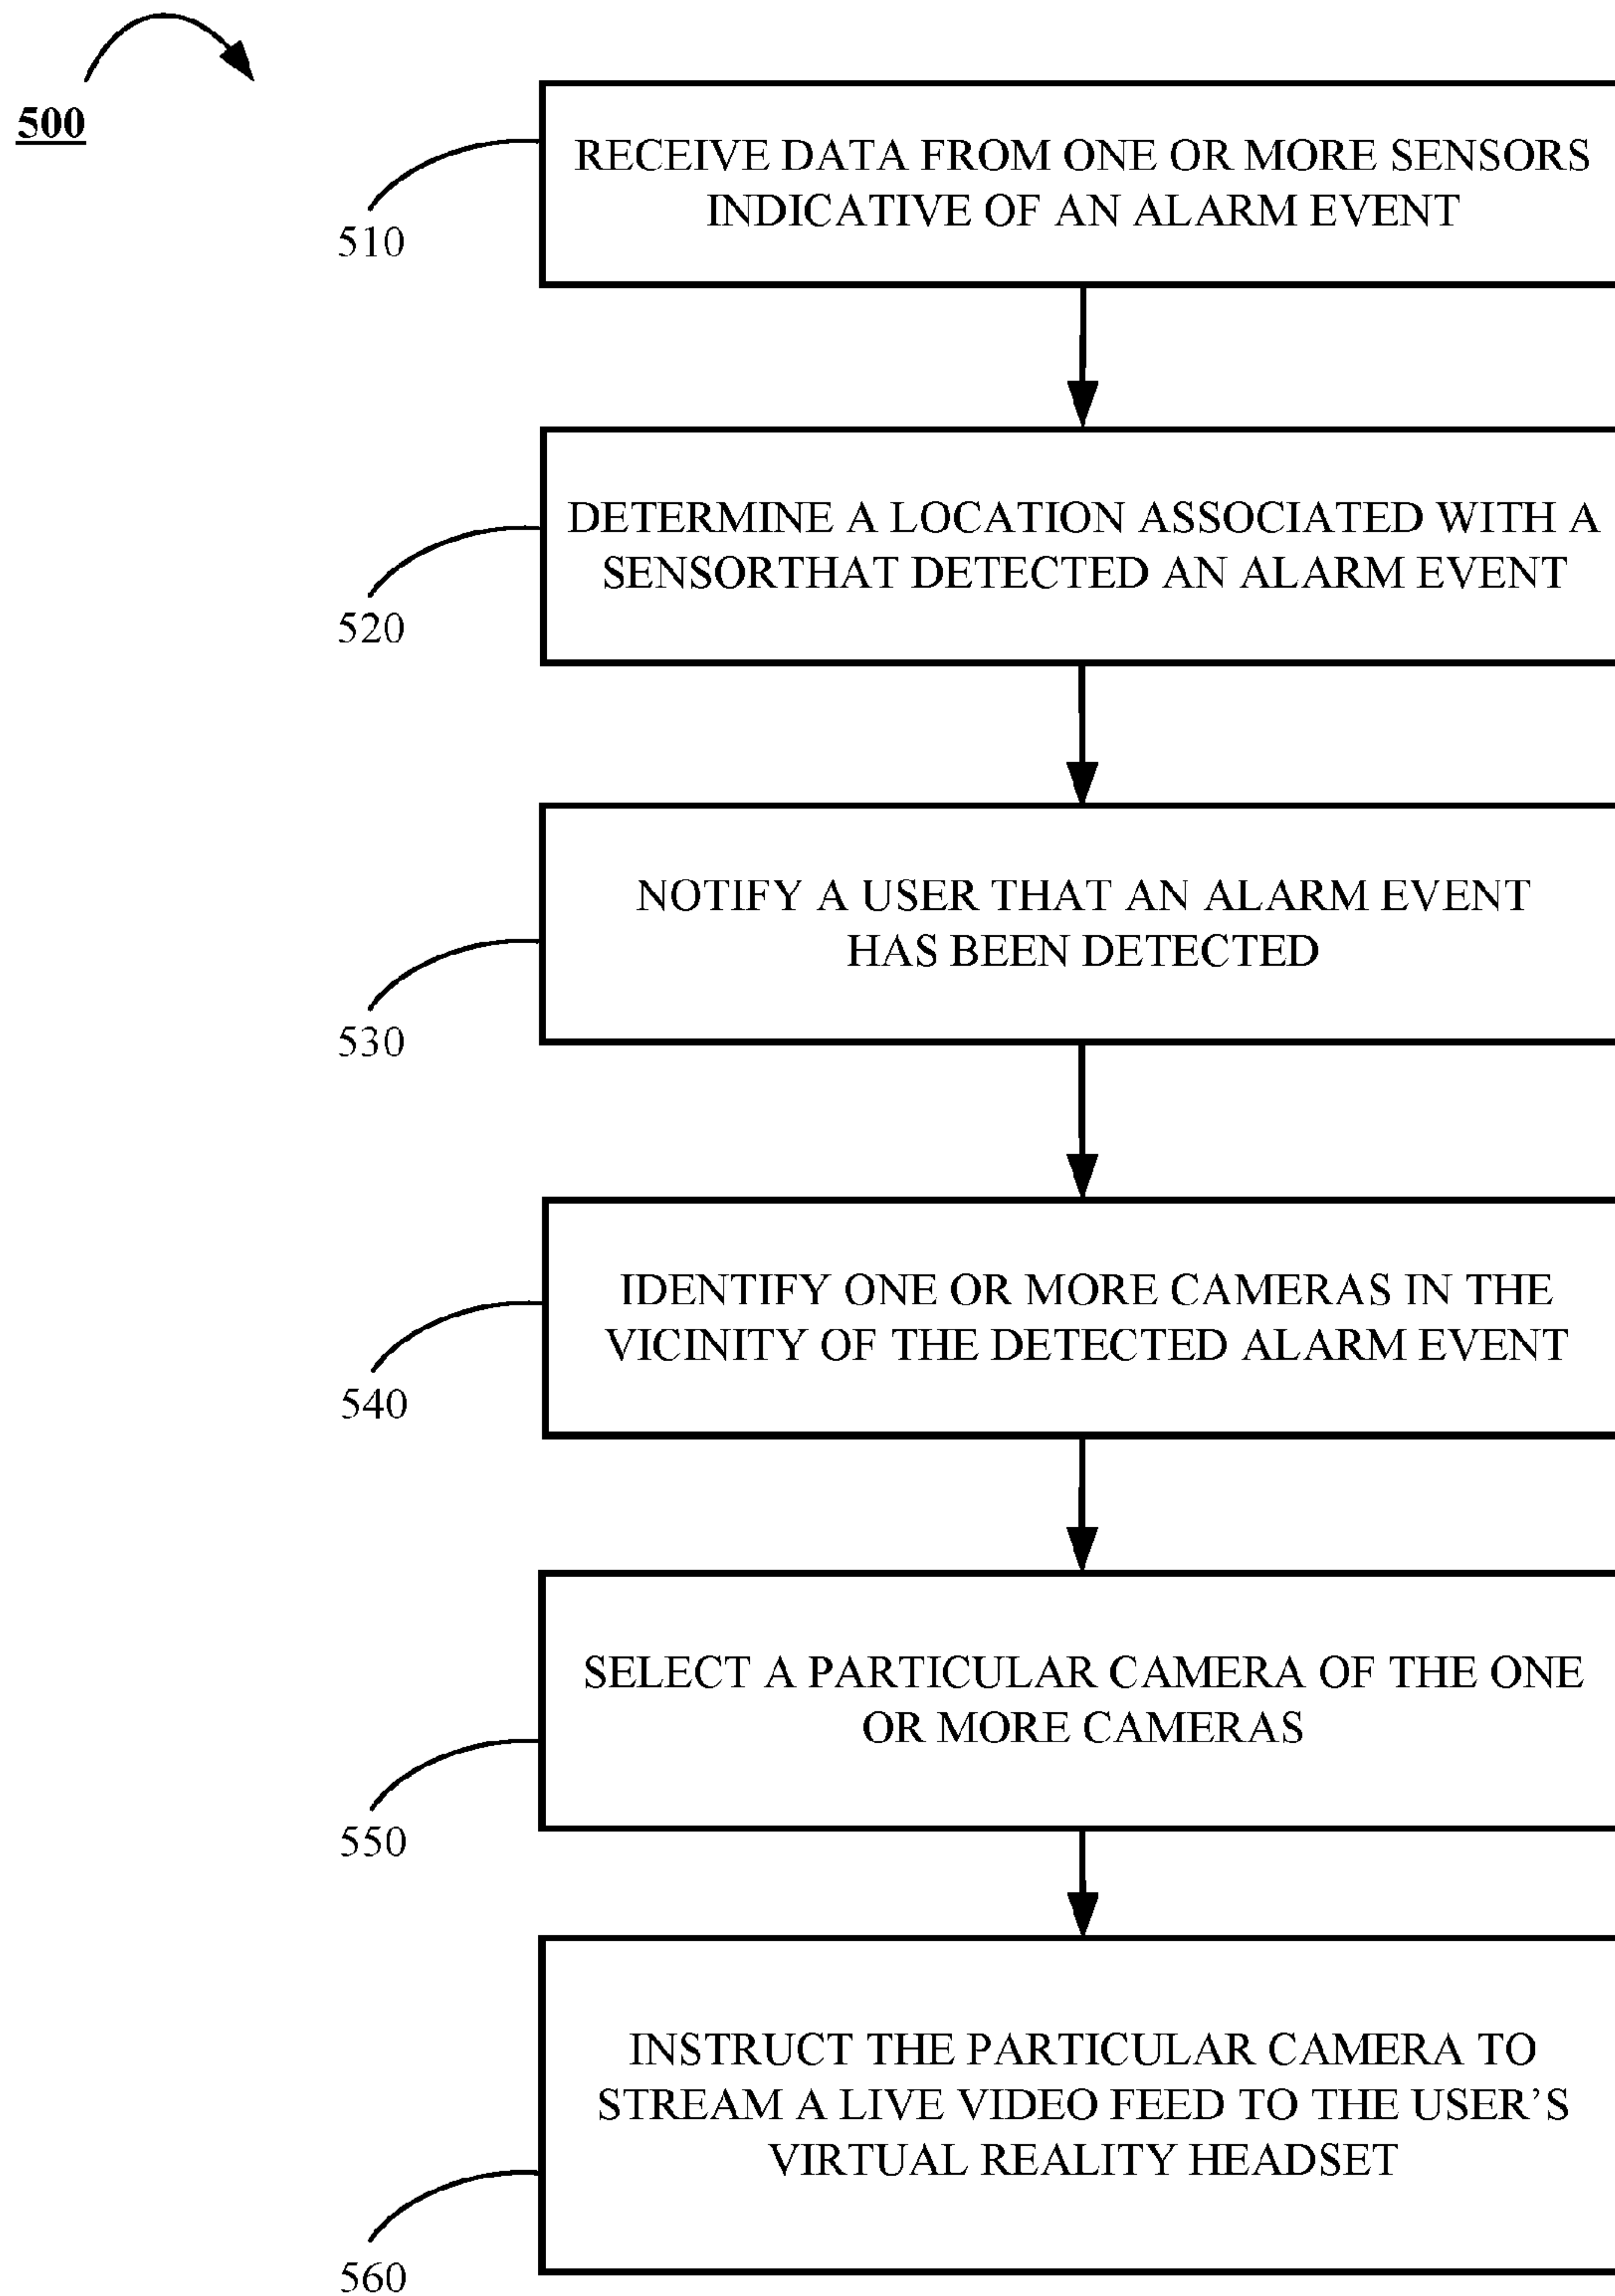 500
RECEIVE DATA FROM ONE OR MORE SENSORS
INDICATIVE OF AN ALARM EVENT
510
DETERMINE A LOCATION ASSOCIATED WITH A
SENSORTHAT DETECTED AN ALARM EVENT
520
NOTIFY A USER THAT AN ALARM EVENT
HAS BEEN DETECTED
530
IDENTIFY ONE OR MORE CAMERAS IN THE
VICINITY OF THE DETECTED ALARM EVENT
540
SELECT A PARTICULAR CAMERA OF THE ONE
OR MORE CAMERAS
550
INSTRUCT THE PARTICULAR CAMERA TO
STREAM A LIVE VIDEO FEED TO THE USER’S
VIRTUAL REALITY HEADSET
560